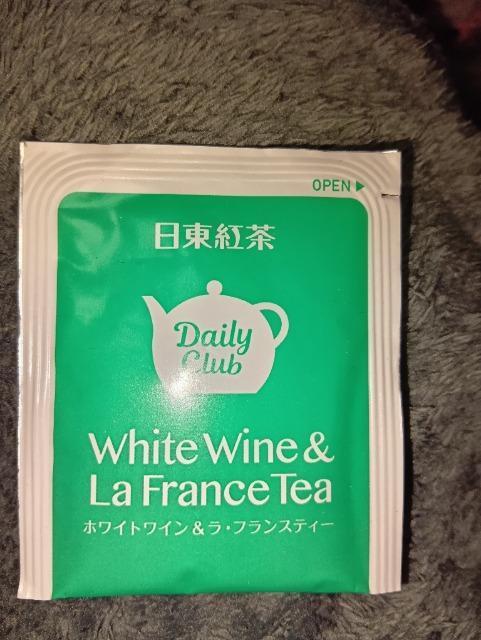 OPEN ▶
日東紅茶
Daily
Club
White Wine &
La France Tea
ホワイトワイン&ラ・フランスティー